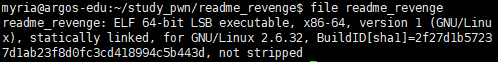 myria@argos-edu:~/study_pwn/readme_revenge$ file readme_revenge
readme_revenge: ELF 64-bit LSB executable, x86-64, version 1 (GNU/Linu
x), statically linked, for GNU/Linux 2.6.32, BuildID[sha1]=2f27d1b5723
7d1ab23f8d0fc3cd418994c5b443d, not stripped